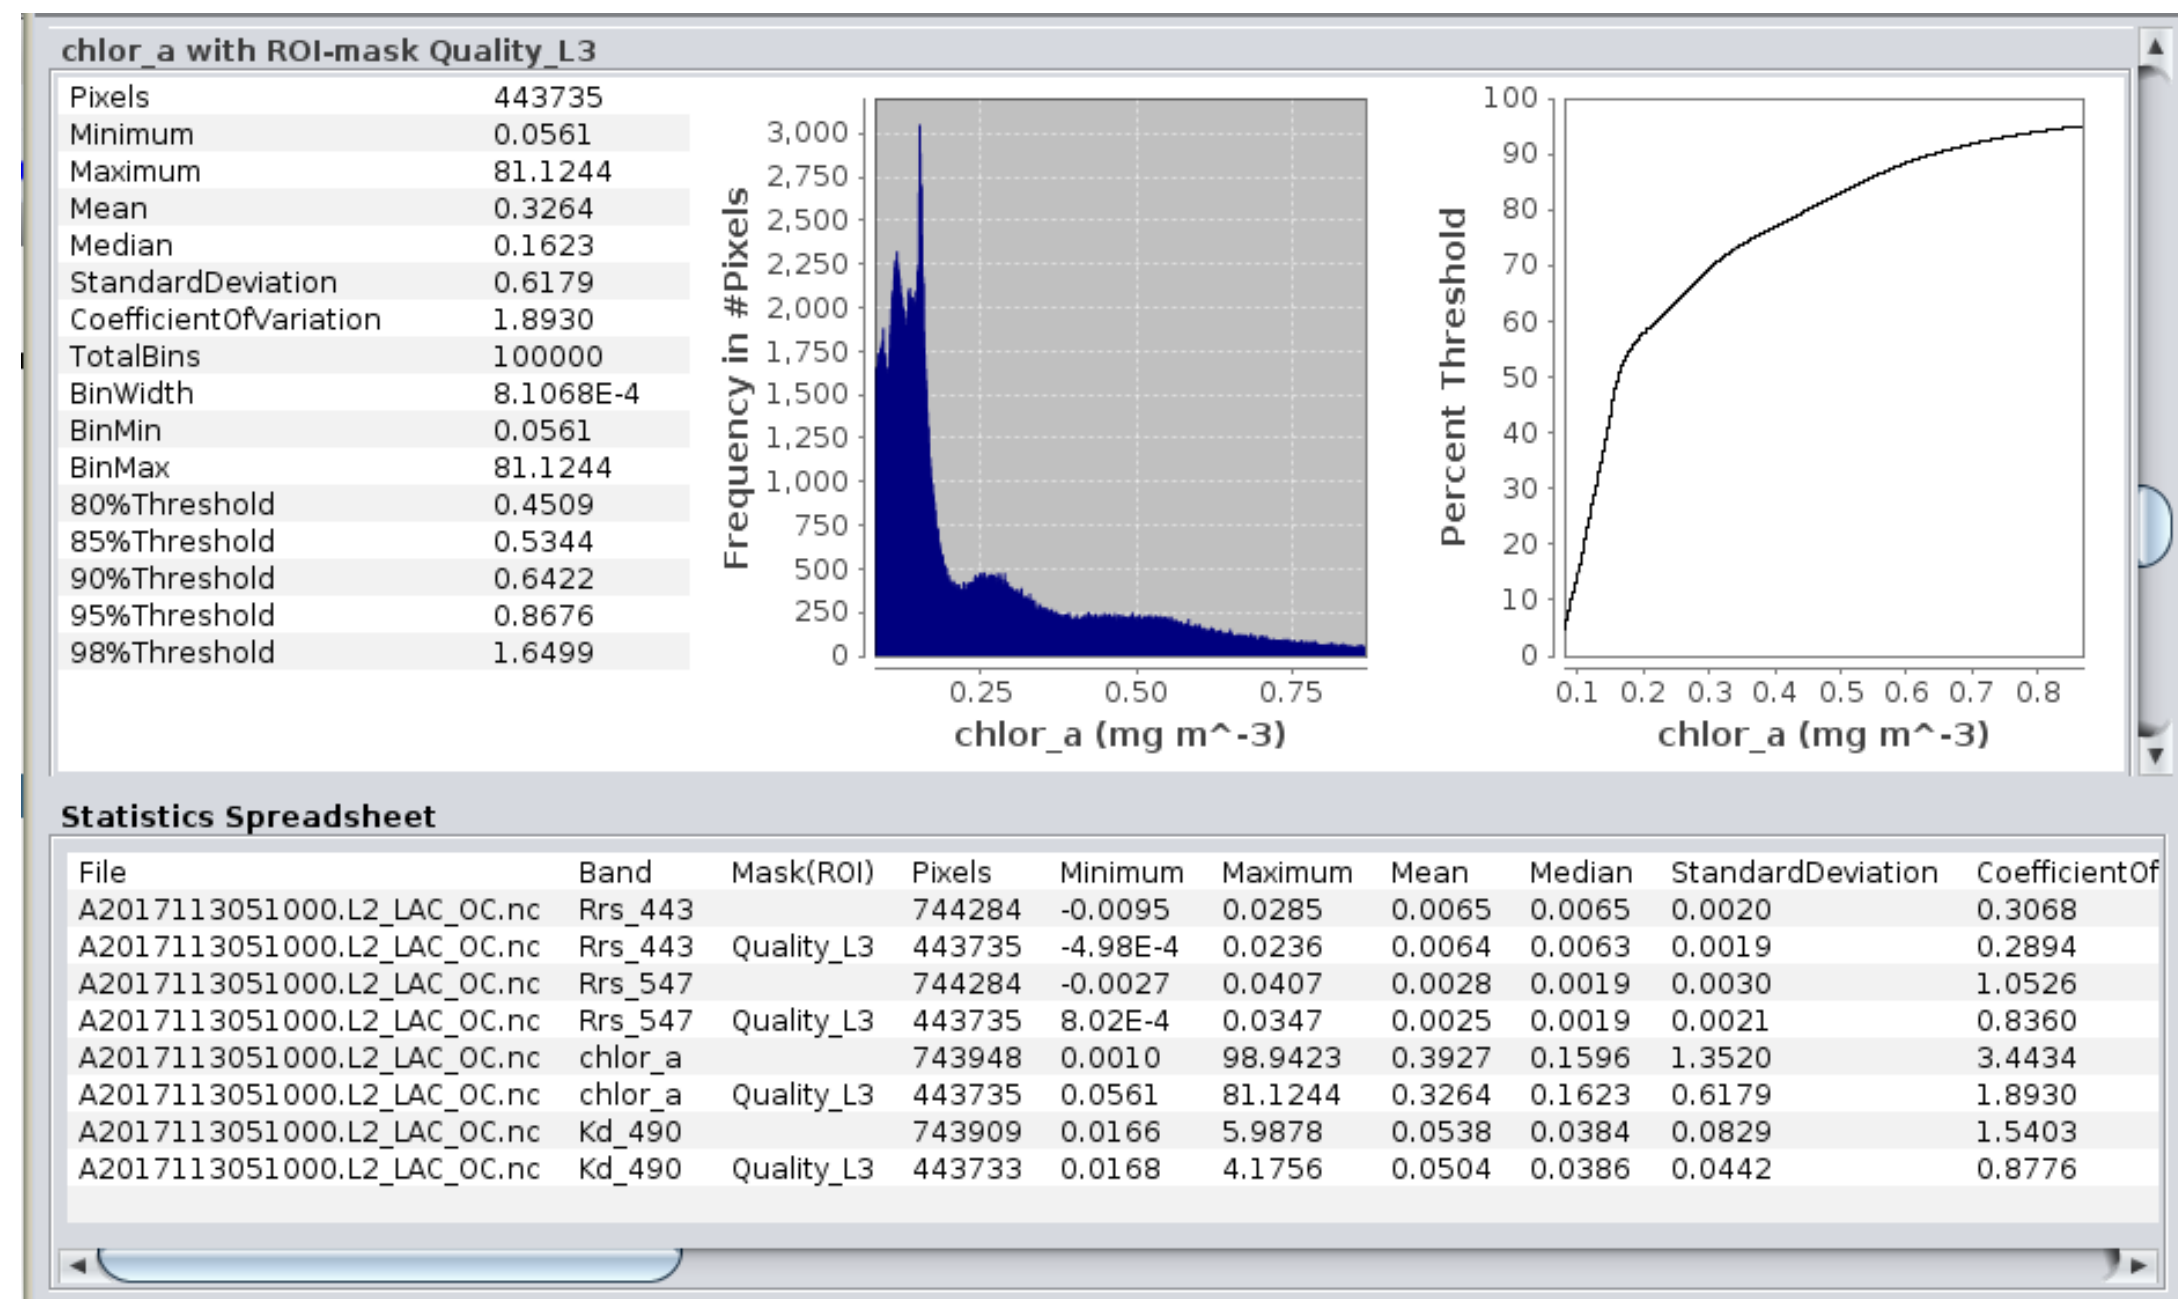 chlor_a with ROI-mask Quality_L3
Pixels 443735
Minimum 0.0561
Maximum 81.1244
Mean 0.3264
Median 0.1623
StandardDeviation 0.6179
CoefficientOfVariation 1.8930
TotalBins 100000
BinWidth 8.1068E-4
BinMin 0.0561
BinMax 81.1244
80%Threshold 0.4509
85%Threshold 0.5344
90%Threshold 0.6422
95%Threshold 0.8676
98%Threshold 1.6499
Frequency in #Pixels
3,000
2,750
2,500
2,250
2,000
1,750
1,500
1,250
1,000
750
500
250
0
0.25 0.50 0.75
chlor_a (mg m^-3)
Percent Threshold
100
90
80
70
60
50
40
30
20
10
0
0.1 0.2 0.3 0.4 0.5 0.6 0.7 0.8
chlor_a (mg m^-3)
Statistics Spreadsheet
File Band Mask(ROI) Pixels Minimum Maximum Mean Median StandardDeviation CoefficientOf
A2017113051000.L2_LAC_OC.nc Rrs_443 744284 -0.0095 0.0285 0.0065 0.0065 0.0020 0.3068
A2017113051000.L2_LAC_OC.nc Rrs_443 Quality_L3 443735 -4.98E-4 0.0236 0.0064 0.0063 0.0019 0.2894
A2017113051000.L2_LAC_OC.nc Rrs_547 744284 -0.0027 0.0407 0.0028 0.0019 0.0030 1.0526
A2017113051000.L2_LAC_OC.nc Rrs_547 Quality_L3 443735 8.02E-4 0.0347 0.0025 0.0019 0.0021 0.8360
A2017113051000.L2_LAC_OC.nc chlor_a 743948 0.0010 98.9423 0.3927 0.1596 1.3520 3.4434
A2017113051000.L2_LAC_OC.nc chlor_a Quality_L3 443735 0.0561 81.1244 0.3264 0.1623 0.6179 1.8930
A2017113051000.L2_LAC_OC.nc Kd_490 743909 0.0166 5.9878 0.0538 0.0384 0.0829 1.5403
A2017113051000.L2_LAC_OC.nc Kd_490 Quality_L3 443733 0.0168 4.1756 0.0504 0.0386 0.0442 0.8776